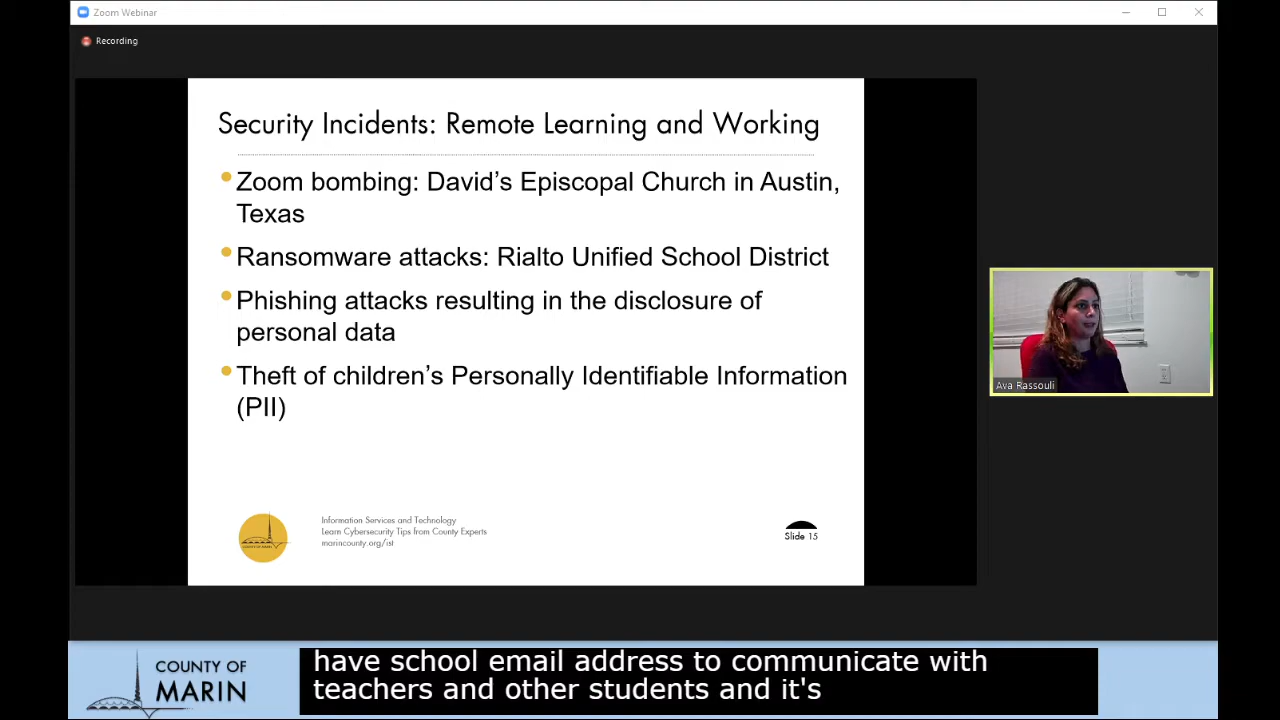 Zoom Webinar
Recording
Security Incidents: Remote Learning and Working
Zoom bombing: David’s Episcopal Church in Austin,
Texas
Ransomware attacks: Rialto Unified School District
Phishing attacks resulting in the disclosure of
personal data
Theft of children’s Personally Identifiable Information
(PII)
Information Services and Technology
Learn Cybersecurity Tips from County Experts
marincounty.org/ist
Slide 15
Ava Rassouli
COUNTY OF
MARIN
have school email address to communicate with
teachers and other students and it's